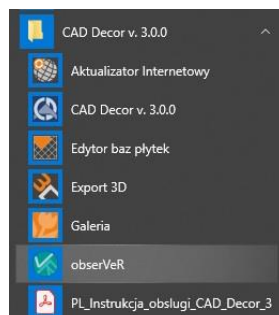 CAD Decor v. 3.0.0
Aktualizator Internetowy
CAD Decor v. 3.0.0
Edytor baz płytek
Export 3D
Galeria
obserVeR
PL_Instrukcja_obslugi_CAD_Decor_3